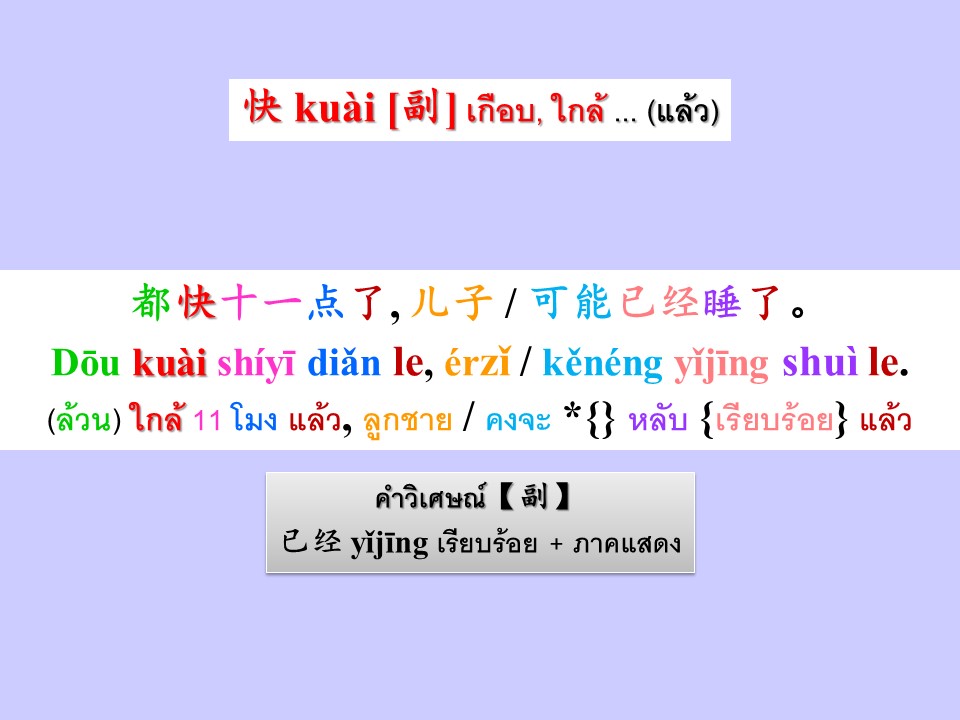 快 kuài [副] เกือบ, ใกล้ ... (แล้ว)
都快十一点了, 儿子 / 可能已经睡了。
Dōu kuài shíyī diǎn le, érzǐ / kěnéng yǐjīng shuì le.
(ล้วน) ใกล้ 11 โมง แล้ว, ลูกชาย / คงจะ *{} หลับ {เรียบร้อย} แล้ว
คำวิเศษณ์【副】
已经 yǐjīng เรียบร้อย + ภาคแสดง